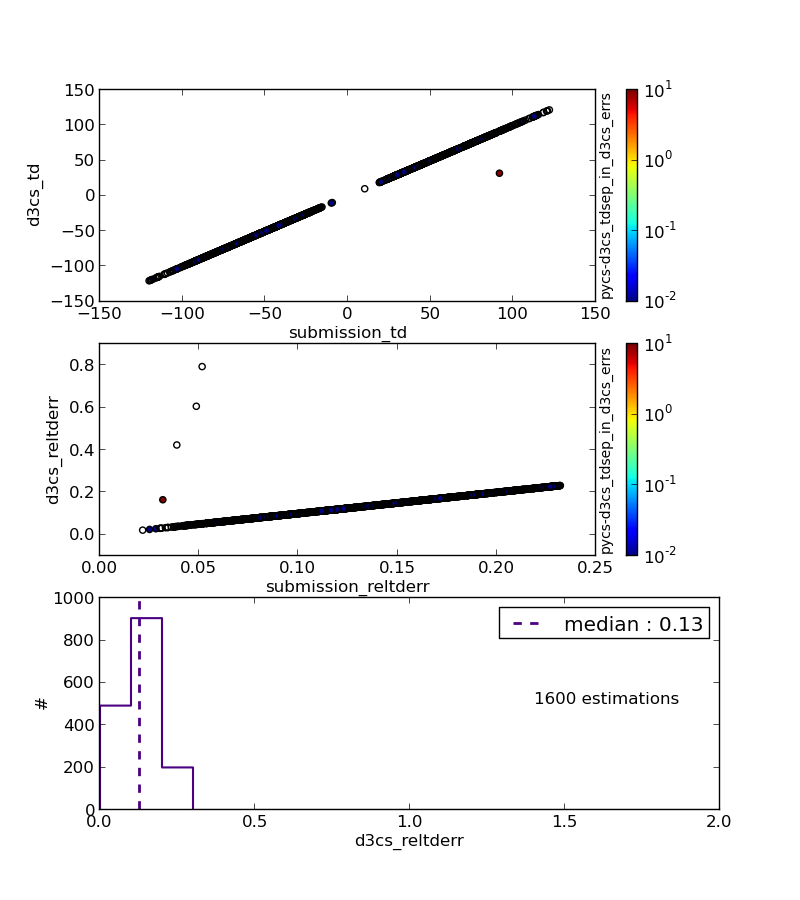 150
100
50
0
−50
−100
−150
d3cs_td
−150 −100 −50 0 50 100 150
submission_td
10^1
10^0
10^-1
10^-2
pycs-d3cs_tdsep_in_d3cs_errs
0.8
0.6
0.4
0.2
0.0
d3cs_reltderr
0.00 0.05 0.10 0.15 0.20 0.25
submission_reltderr
10^1
10^0
10^-1
10^-2
pycs-d3cs_tdsep_in_d3cs_errs
1000
800
600
400
200
0
#
median : 0.13
1600 estimations
0.0 0.5 1.0 1.5 2.0
d3cs_reltderr